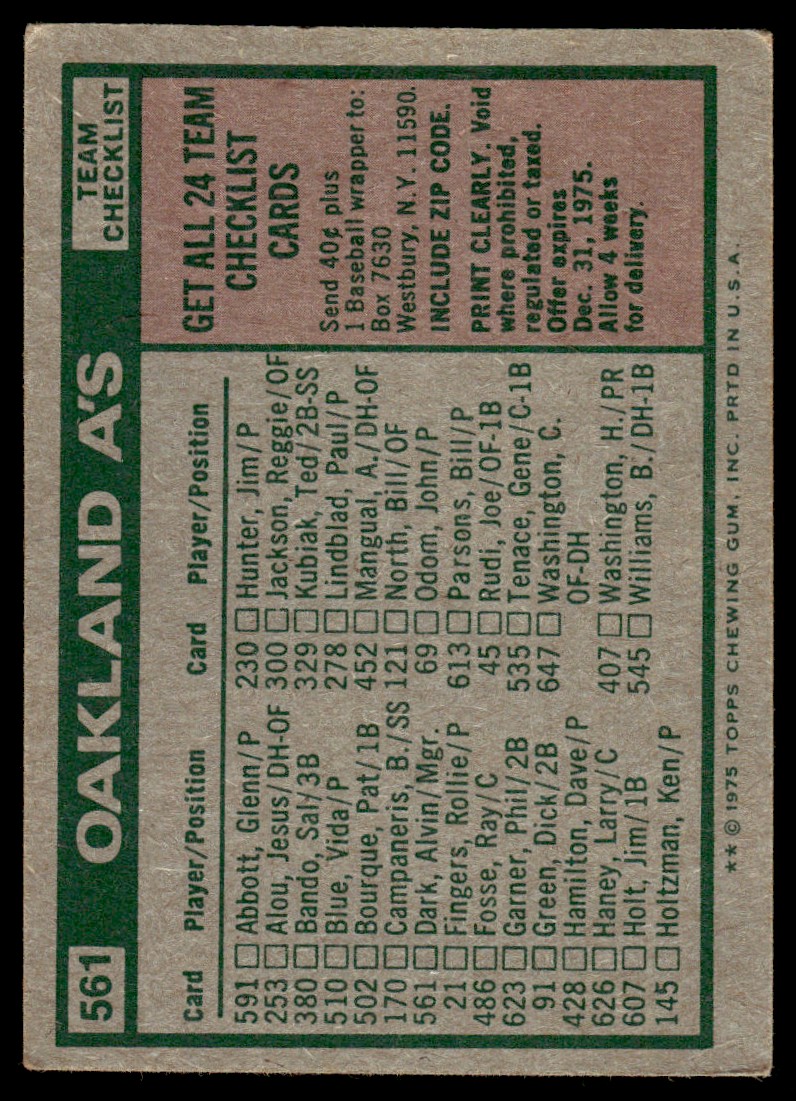 561
OAKLAND A'S
TEAM
CHECKLIST
Card Player/Position
591 Abbott, Glenn/P
253 Alou, Jesus/DH-OF
380 Bando, Sal/3B
510 Blue, Vida/P
502 Bourque, Pat/1B
170 Campaneris, B./SS
561 Dark, Alvin/Mgr.
21 Fingers, Rollie/P
486 Fosse, Ray/C
623 Garner, Phil/2B
91 Green, Dick/2B
428 Hamilton, Dave/P
626 Haney, Larry/C
607 Holt, Jim/1B
145 Holtzman, Ken/P
Card Player/Position
230 Hunter, Jim/P
300 Jackson, Reggie/OF
329 Kubiak, Ted/2B-SS
278 Lindblad, Paul/P
452 Mangual, A./DH-OF
121 North, Bill/OF
69 Odom, John/P
613 Parsons, Bill/P
45 Rudi, Joe/OF-1B
535 Tenace, Gene/C-1B
647 Washington, C.
OF-DH
407 Washington, H./PR
545 Williams, B./DH-1B
GET ALL 24 TEAM
CHECKLIST
CARDS
Send 40¢ plus
1 Baseball wrapper to:
Box 7630
Westbury, N.Y. 11590.
INCLUDE ZIP CODE.
PRINT CLEARLY. Void
where prohibited,
regulated or taxed.
Offer expires
Dec. 31, 1975.
Allow 4 weeks
for delivery.
**© 1975 TOPPS CHEWING GUM, INC. PRTD IN U.S.A.